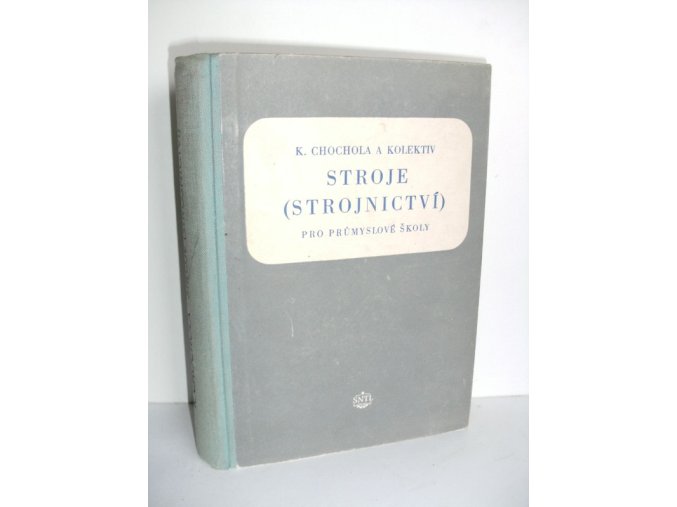 K. CHOCHOLA A KOLEKTIV
STROJE
(STROJNICTVÍ)
PRO PRŮMYSLOVÉ ŠKOLY
SNTL